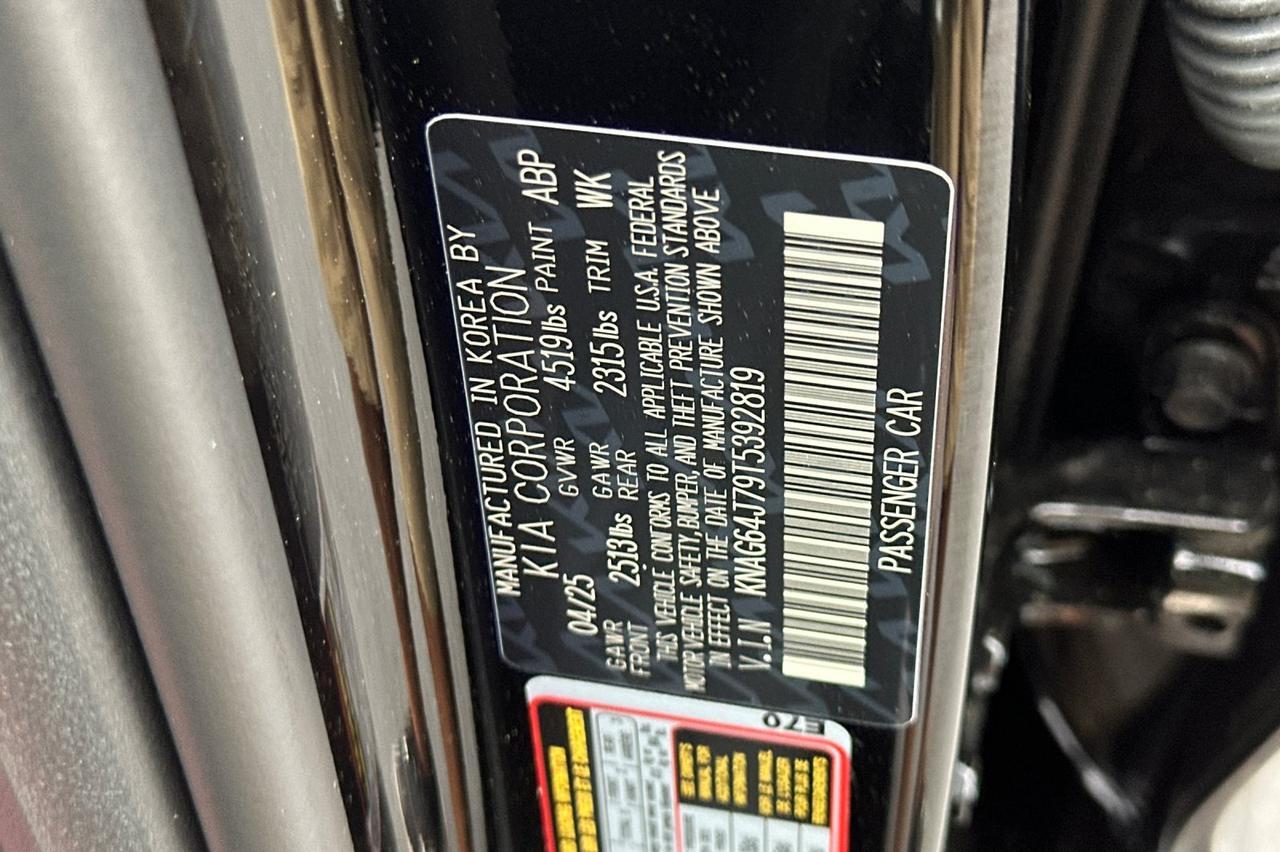 MANUFACTURED IN KOREA BY
KIA CORPORATION
04/25 GVWR 4519lbs PAINT ABP
GAWR FRONT 2513lbs GAWR REAR 2315lbs TRIM WK
THIS VEHICLE CONFORMS TO ALL APPLICABLE U.S.A. FEDERAL
MOTOR VEHICLE SAFETY, BUMPER, AND THEFT PREVENTION STANDARDS
IN EFFECT ON THE DATE OF MANUFACTURE SHOWN ABOVE
V.I.N KNAG64J79T5392819
PASSENGER CAR